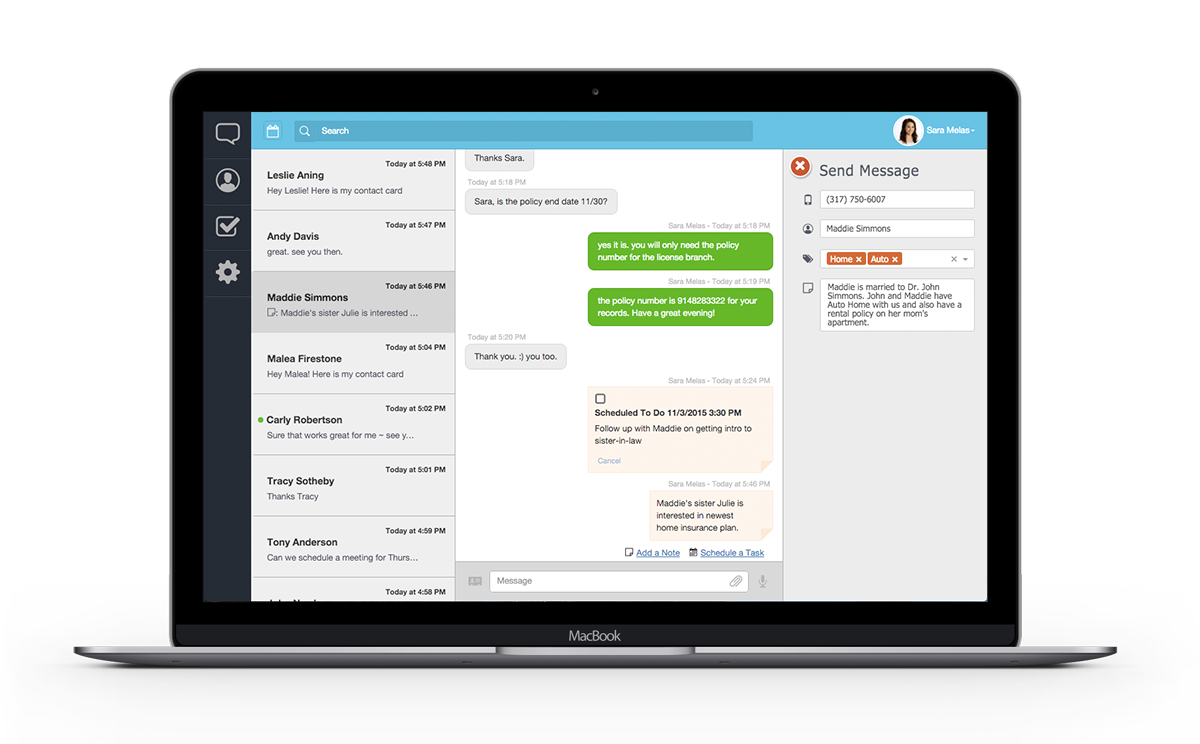 Search
Sara Melas
Today at 5:48 PM
Leslie Aning
Hey Leslie! Here is my contact card
Today at 5:47 PM
Andy Davis
great. see you then.
Today at 5:46 PM
Maddie Simmons
: Maddie's sister Julie is interested ...
Today at 5:04 PM
Malea Firestone
Hey Malea! Here is my contact card
Today at 5:02 PM
Carly Robertson
Sure that works great for me ~ see y...
Today at 5:01 PM
Tracy Sotheby
Thanks Tracy
Today at 4:59 PM
Tony Anderson
Can we schedule a meeting for Thurs...
Today at 4:58 PM
Thanks Sara.
Today at 5:18 PM
Sara, is the policy end date 11/30?
Sara Melas - Today at 5:18 PM
yes it is. you will only need the policy
number for the license branch.
Sara Melas - Today at 5:19 PM
the policy number is 9148283322 for your
records. Have a great evening!
Today at 5:20 PM
Thank you. :) you too.
Sara Melas - Today at 5:24 PM
Scheduled To Do 11/3/2015 3:30 PM
Follow up with Maddie on getting intro to
sister-in-law
Cancel
Sara Melas - Today at 5:46 PM
Maddie's sister Julie is
interested in newest
home insurance plan.
Add a Note Schedule a Task
Message
Send Message
(317) 750-6007
Maddie Simmons
Home x Auto x
Maddie is married to Dr. John
Simmons. John and Maddie have
Auto Home with us and also have a
rental policy on her mom's
apartment.
MacBook